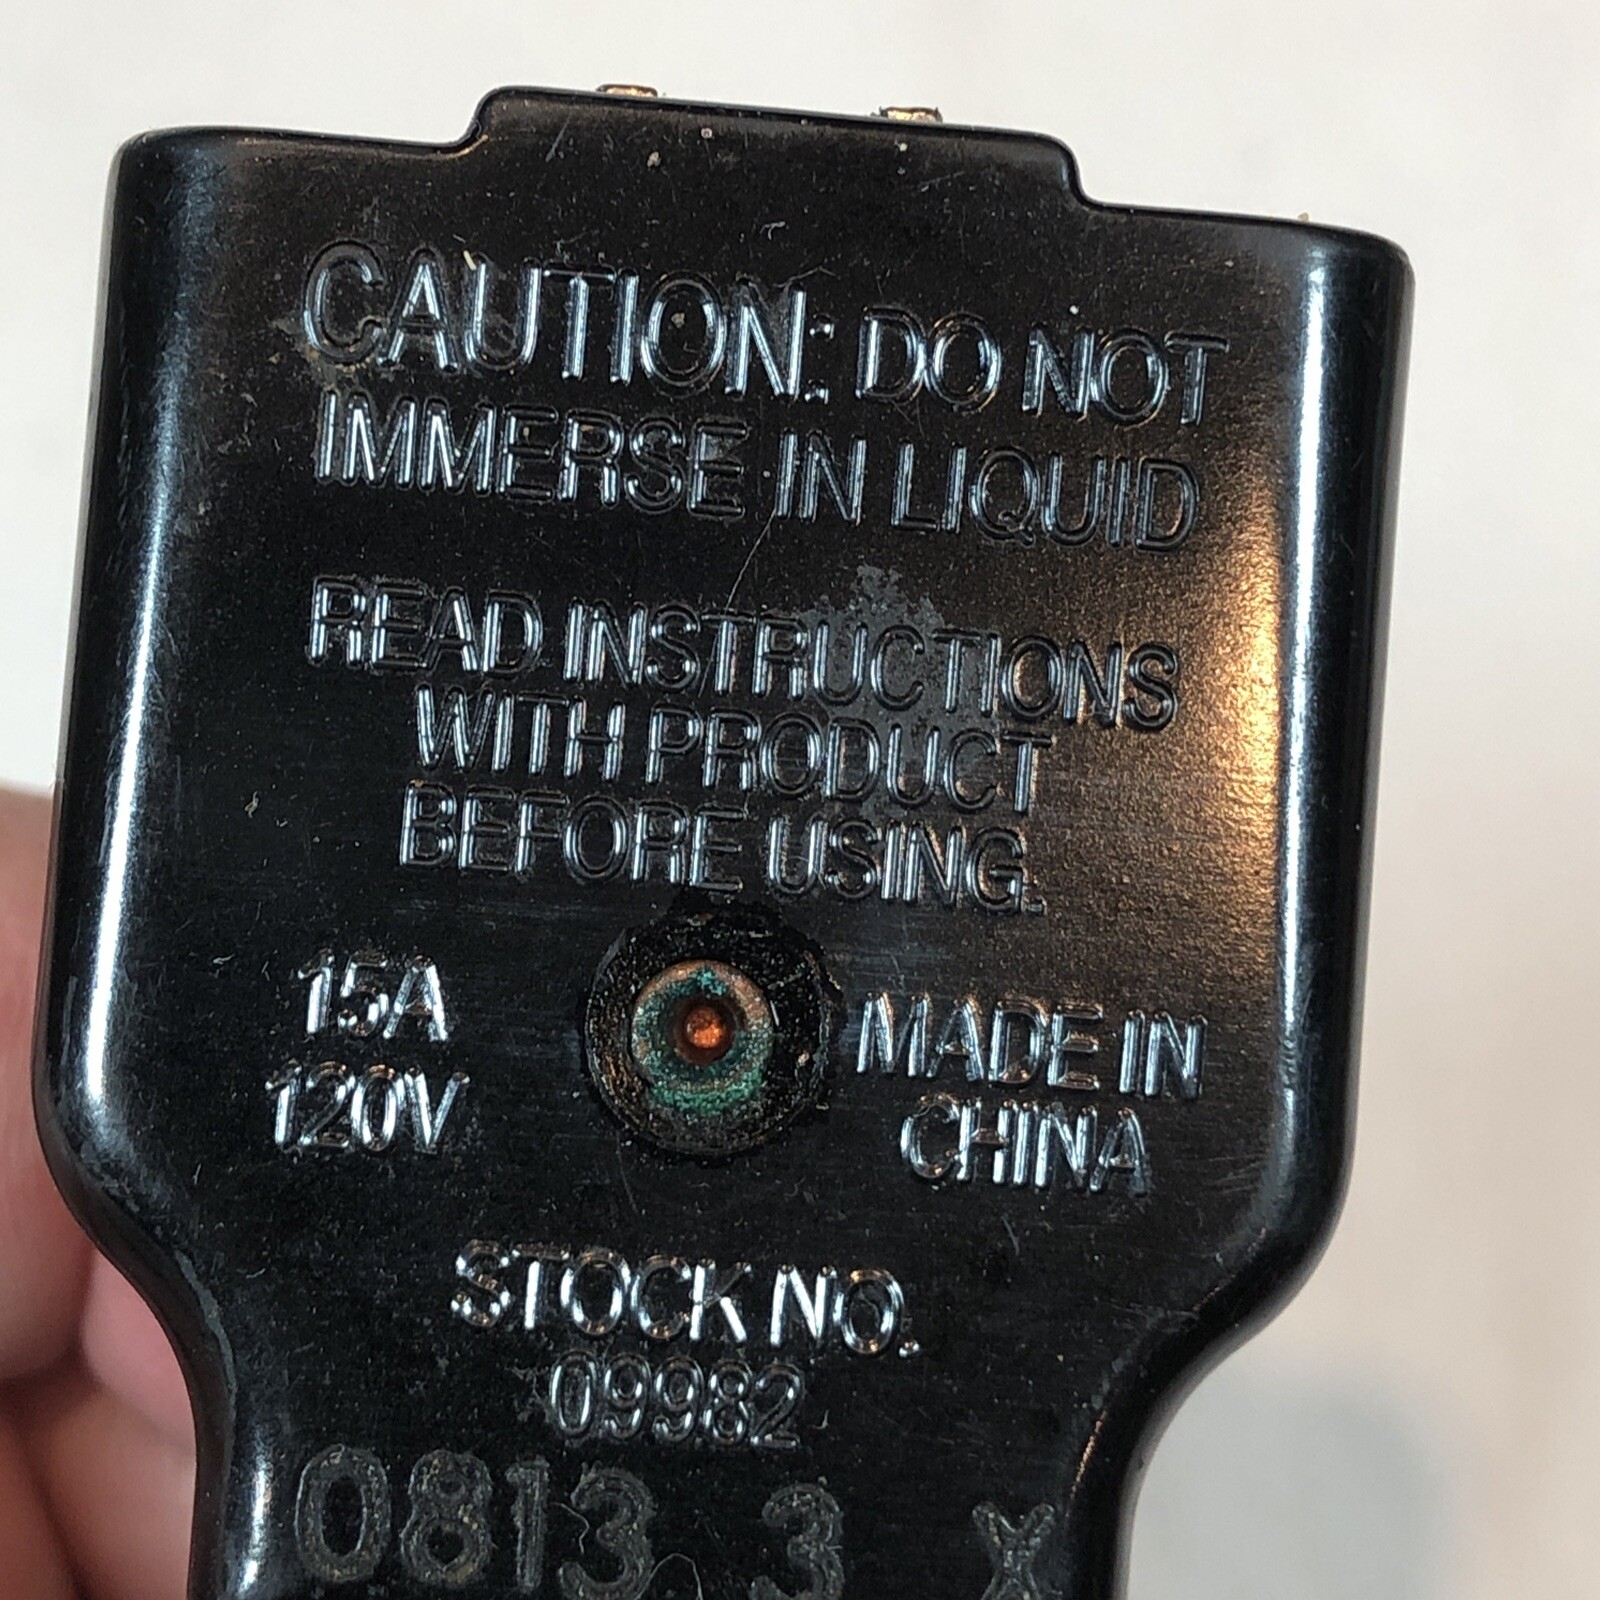 CAUTION: DO NOT
IMMERSE IN LIQUID
READ INSTRUCTIONS
WITH PRODUCT
BEFORE USING.
15A
120V
MADE IN
CHINA
STOCK NO.
09982
0813 3 X